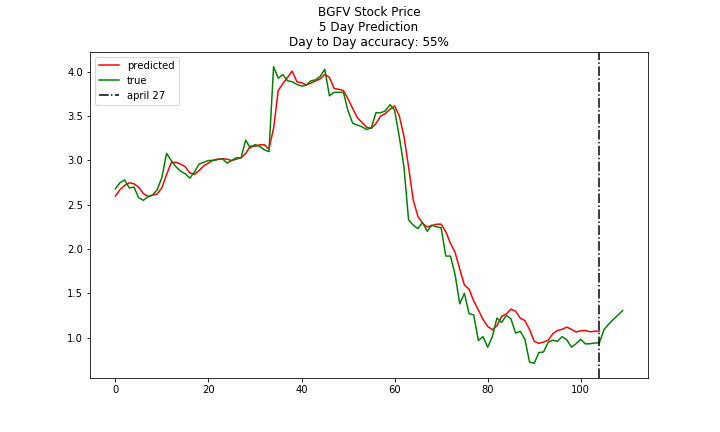 BGFV Stock Price
5 Day Prediction
Day to Day accuracy: 55%
predicted
true
april 27
4.0
3.5
3.0
2.5
2.0
1.5
1.0
0 20 40 60 80 100